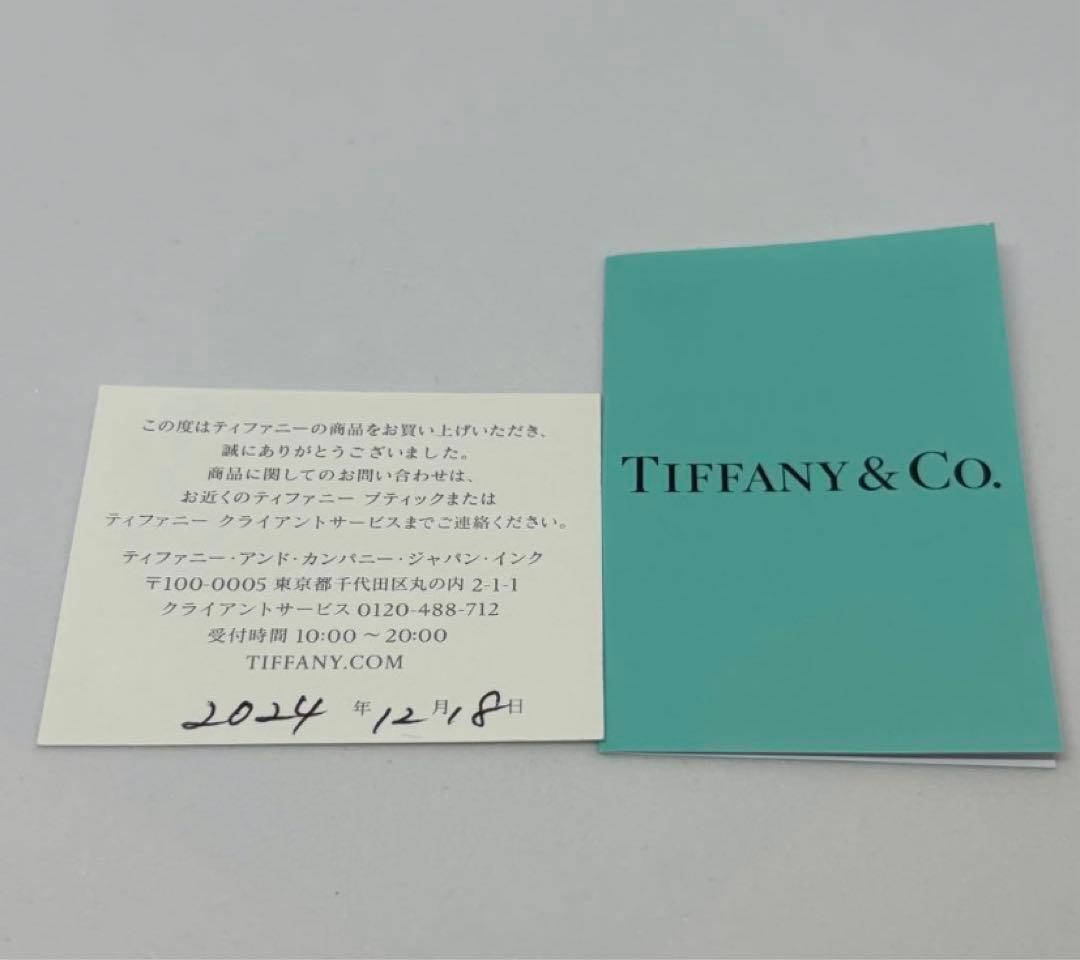 この度はティファニーの商品をお買い上げいただき、
誠にありがとうございました。
商品に関してのお問い合わせは、
お近くのティファニー ブティックまたは
ティファニー クライアントサービスまでご連絡ください。
ティファニー・アンド・カンパニー・ジャパン・インク
〒100-0005 東京都千代田区丸の内 2-1-1
クライアントサービス 0120-488-712
受付時間 10:00 〜 20:00
TIFFANY.COM
2024 年 12 月 18 日
TIFFANY & CO.